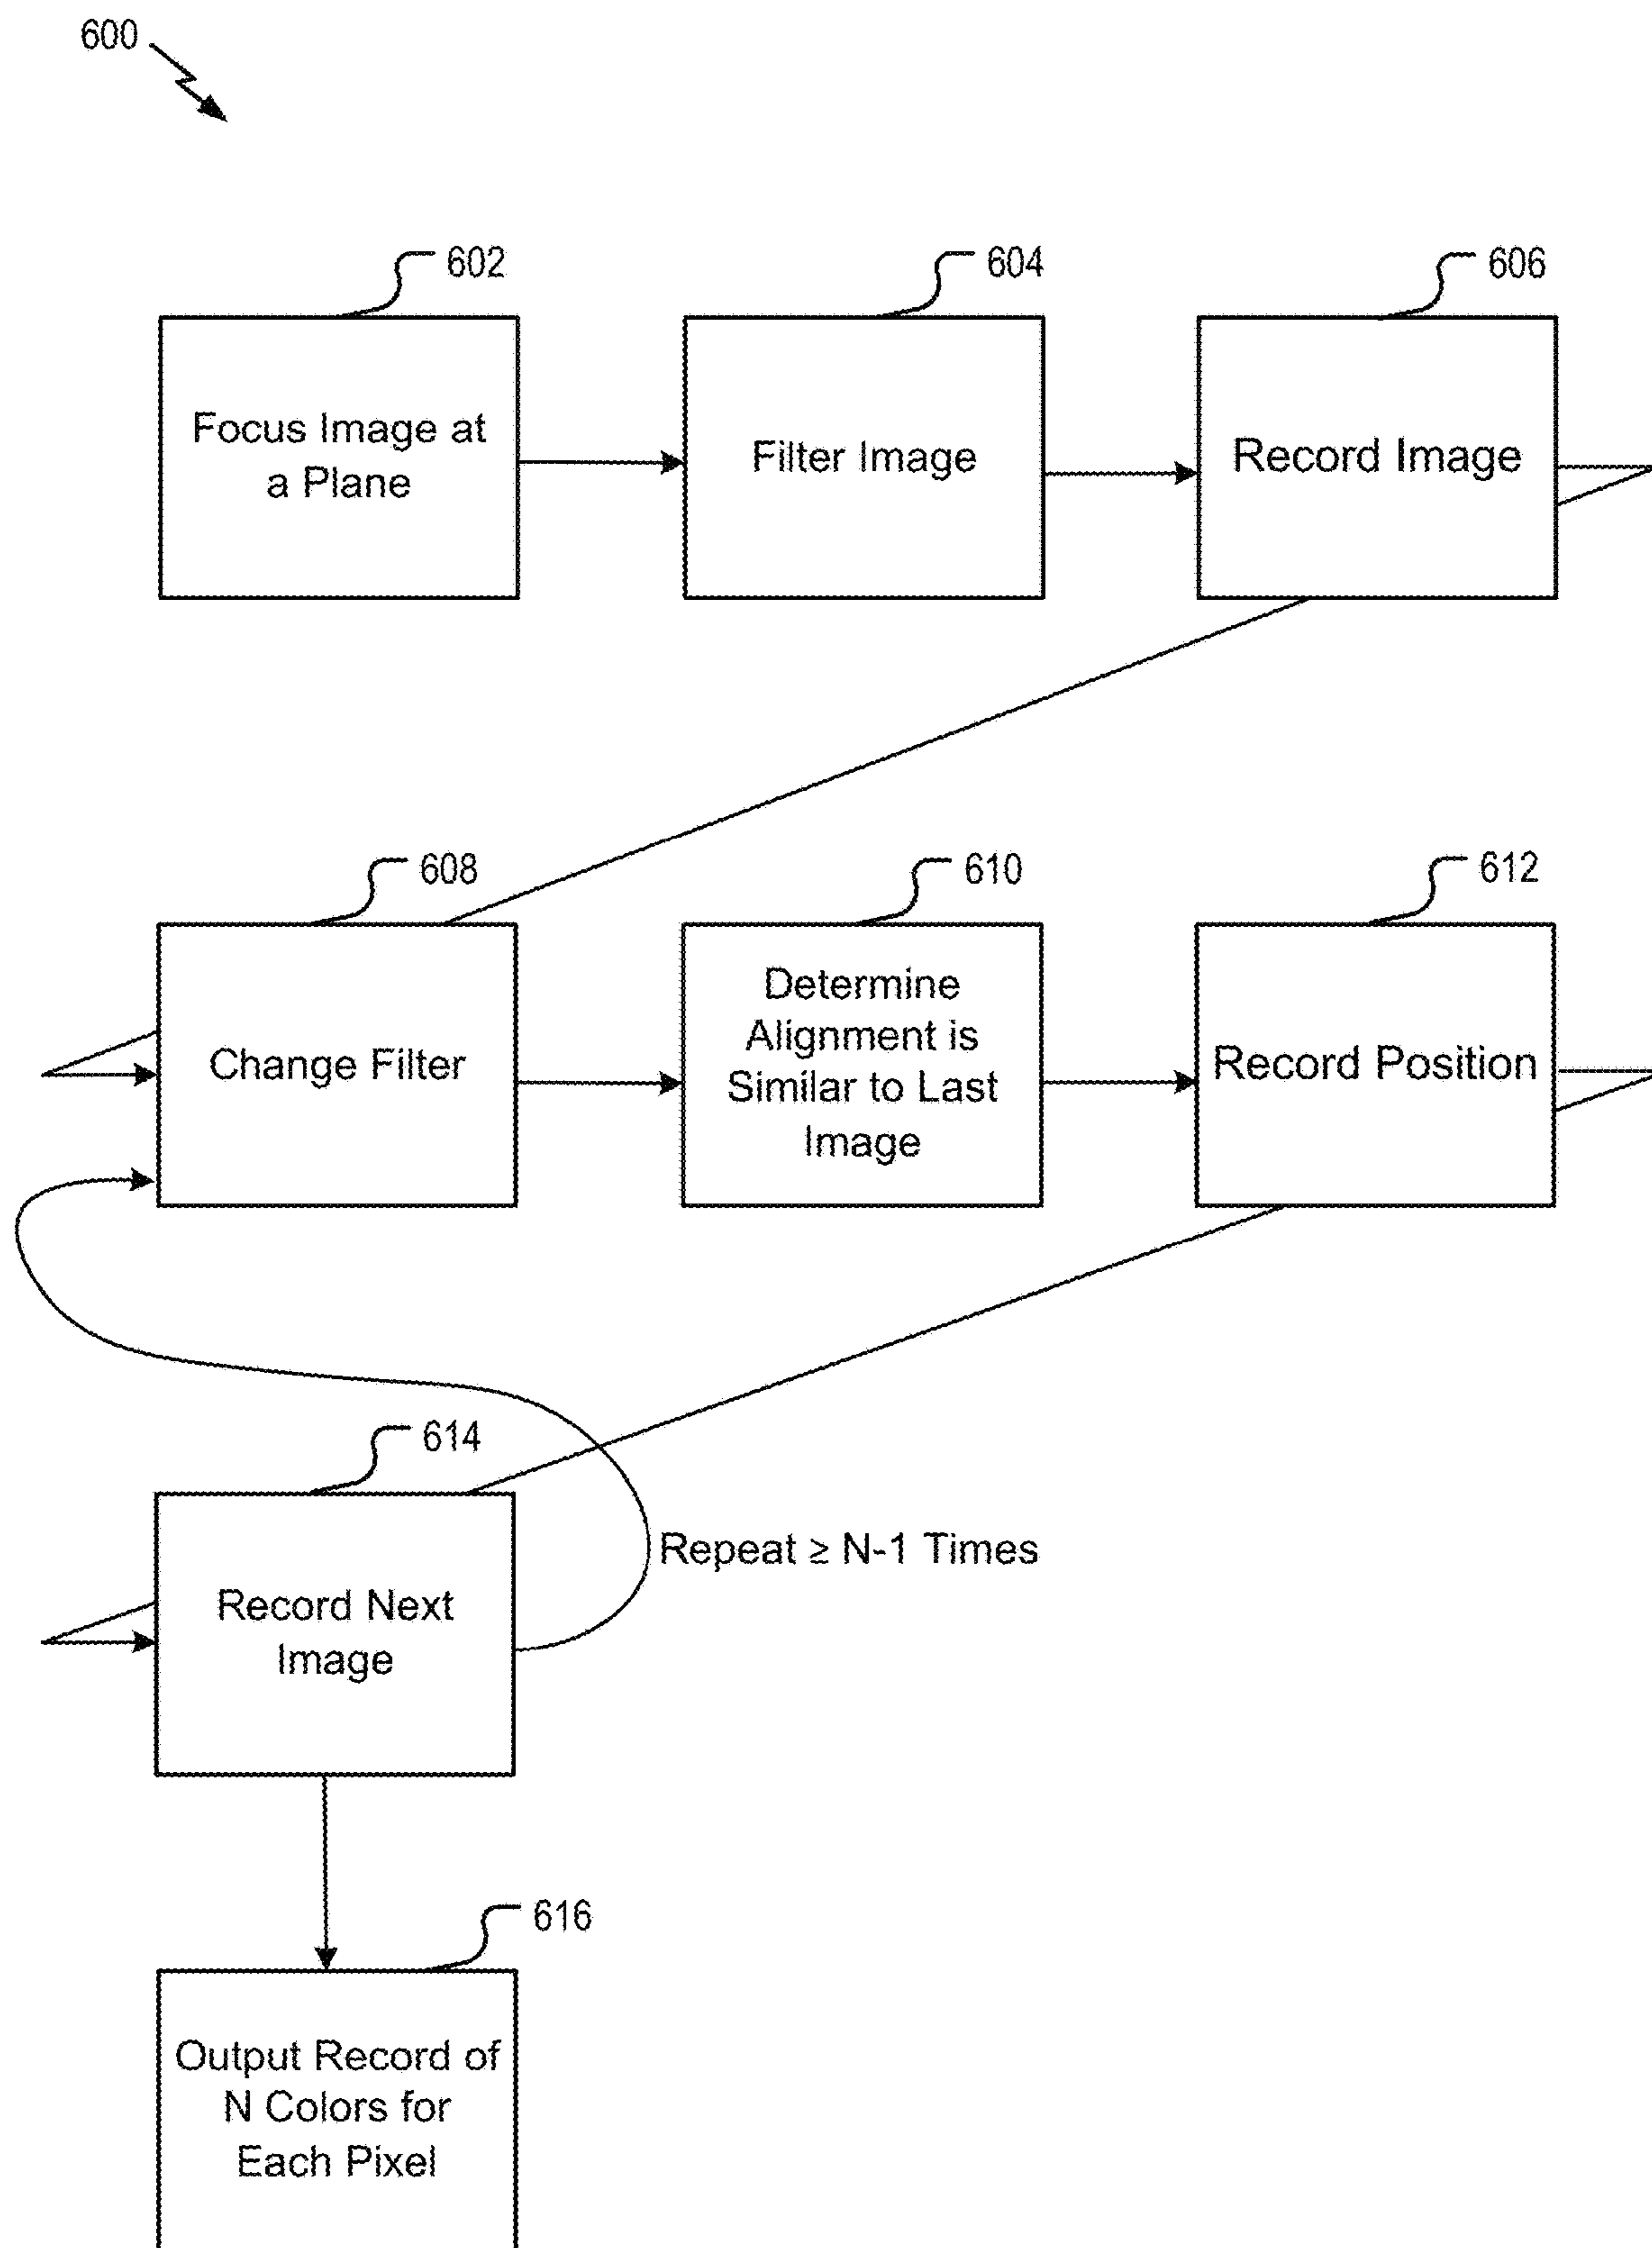 600
602
604
606
Focus Image at
a Plane
Filter Image
Record Image
608
610
612
Change Filter
Determine
Alignment is
Similar to Last
Image
Record Position
614
Record Next
Image
Repeat ≥ N-1 Times
616
Output Record of
N Colors for
Each Pixel